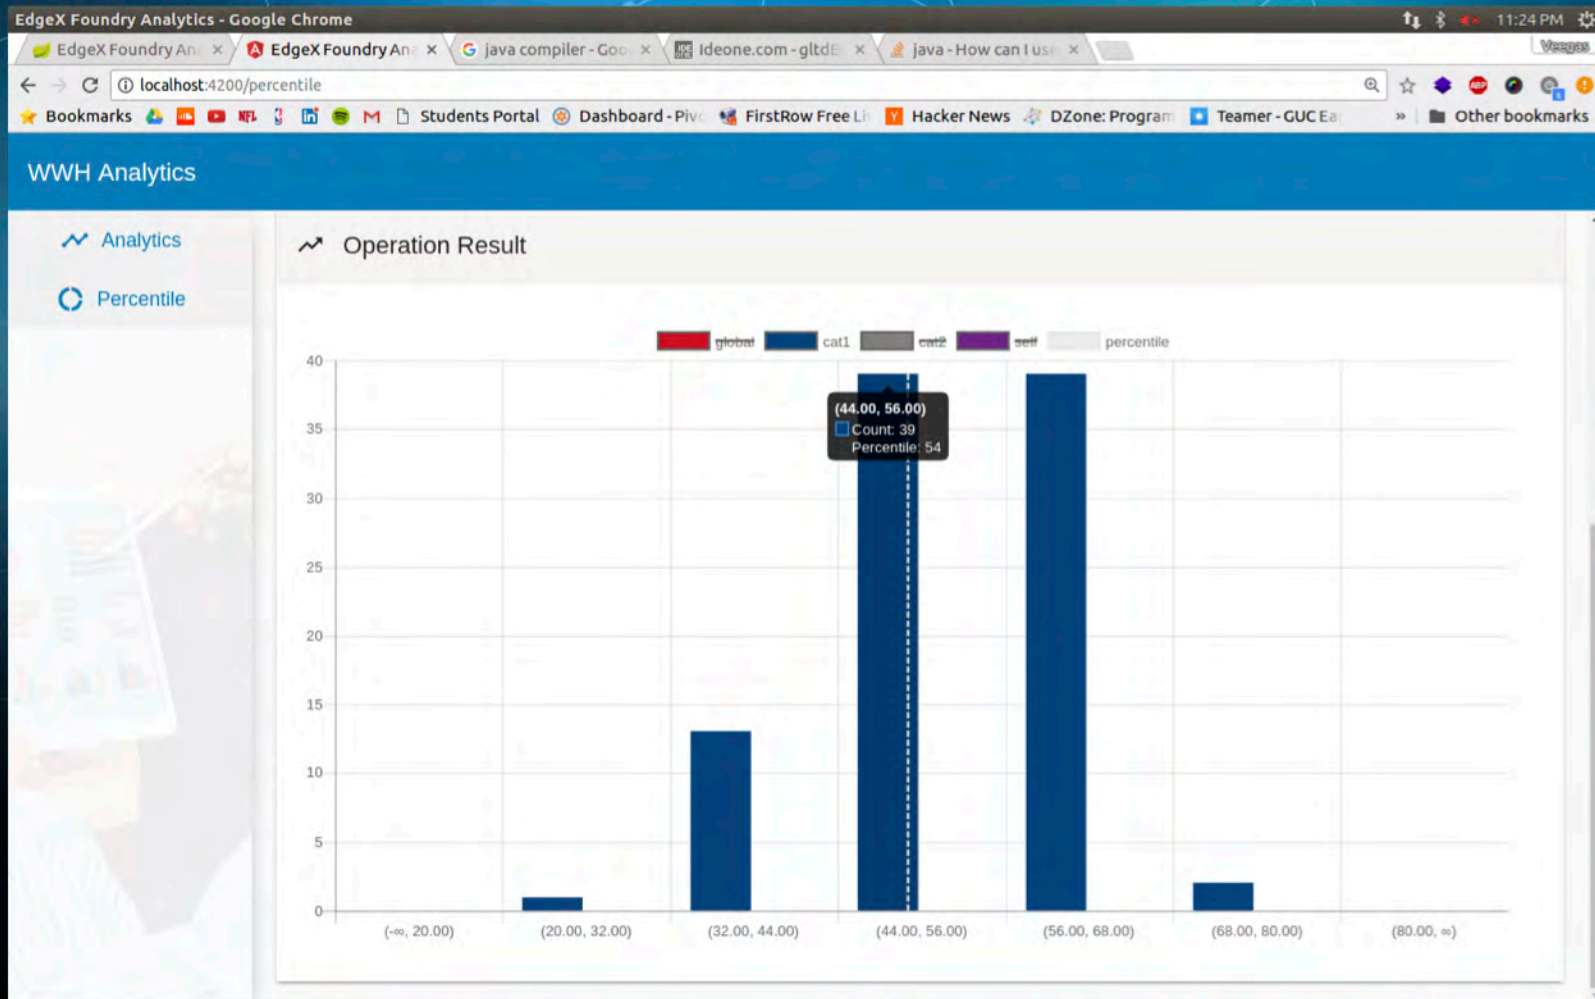 EdgeX Foundry Analytics - Google Chrome
11:24 PM
EdgeX Foundry An
EdgeX Foundry Ana
java compiler - Goo
Ideone.com - gltdE
java - How can I use
Veegas
localhost:4200/percentile
Bookmarks
NFL
Students Portal
Dashboard - Piv
FirstRow Free Li
Hacker News
DZone: Program
Teamer - GUC Ea
»
Other bookmarks
WWH Analytics
Analytics
Percentile
Operation Result
global cat1 cat2 self percentile
40
35
30
25
20
15
10
5
0
(44.00, 56.00)
Count: 39
Percentile: 54
(-∞, 20.00) (20.00, 32.00) (32.00, 44.00) (44.00, 56.00) (56.00, 68.00) (68.00, 80.00) (80.00, ∞)